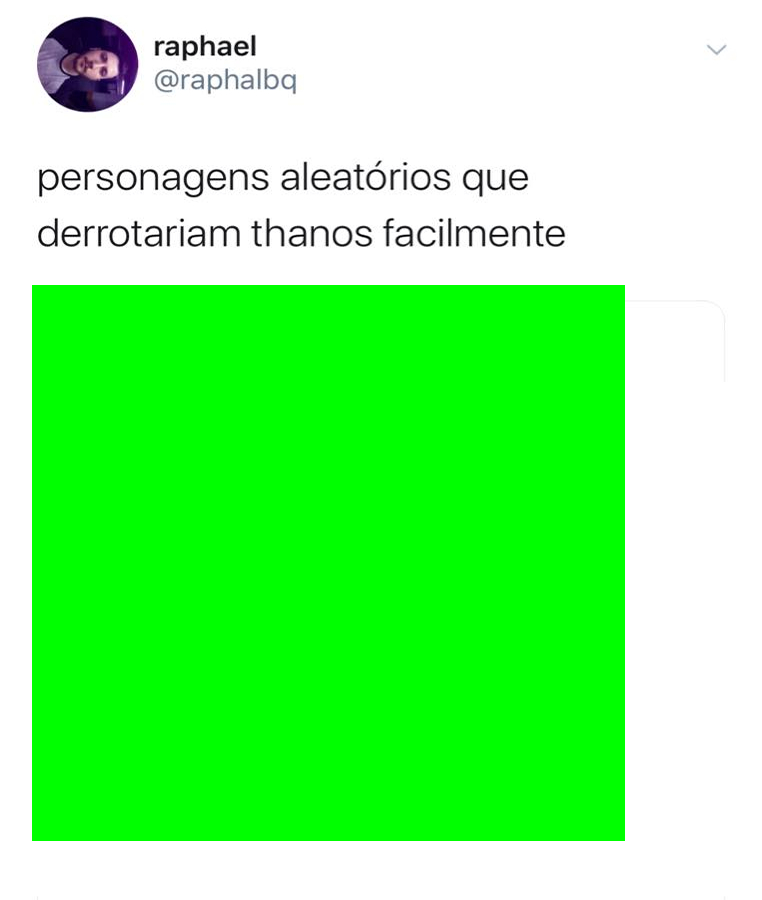 raphael
@raphalbq
personagens aleatórios que
derrotariam thanos facilmente